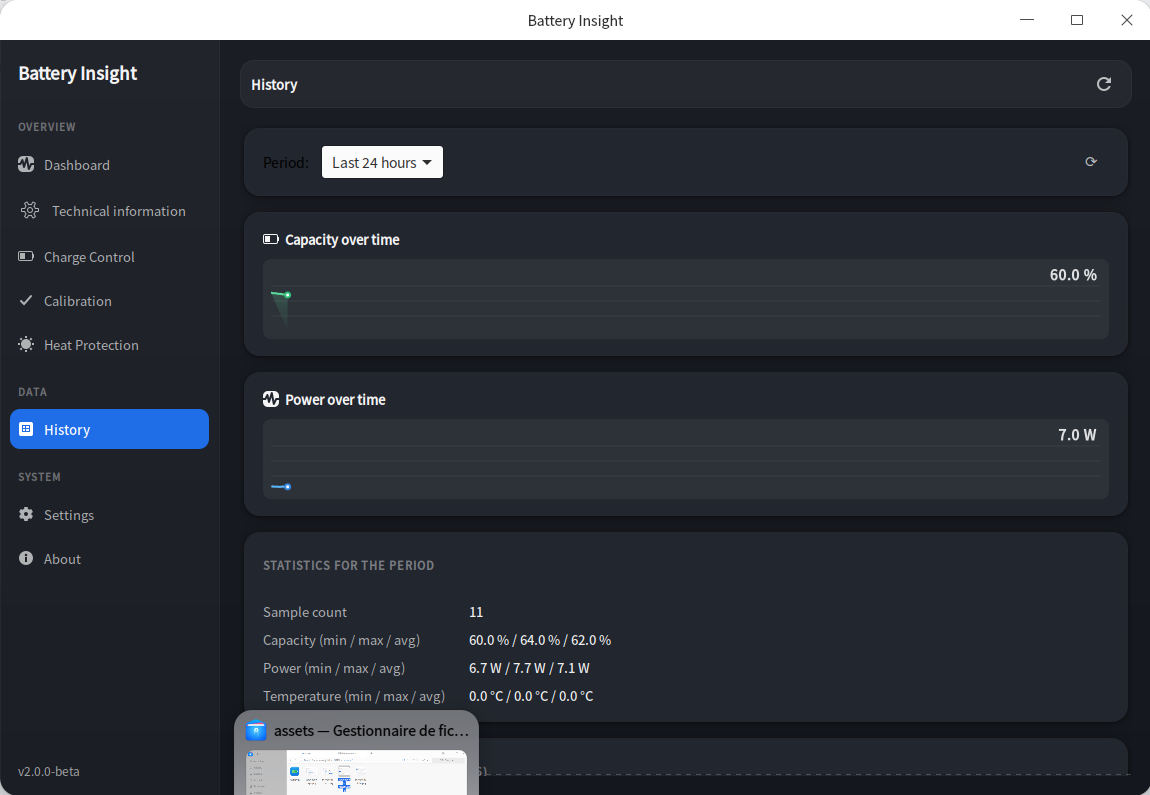 Battery Insight
Battery Insight
OVERVIEW
Dashboard
Technical information
Charge Control
Calibration
Heat Protection
DATA
History
SYSTEM
Settings
About
v2.0.0-beta
History
Period:
Last 24 hours
Capacity over time
60.0 %
Power over time
7.0 W
STATISTICS FOR THE PERIOD
Sample count 11
Capacity (min / max / avg) 60.0 % / 64.0 % / 62.0 %
Power (min / max / avg) 6.7 W / 7.7 W / 7.1 W
Temperature (min / max / avg) 0.0 °C / 0.0 °C / 0.0 °C
assets — Gestionnaire de fic…